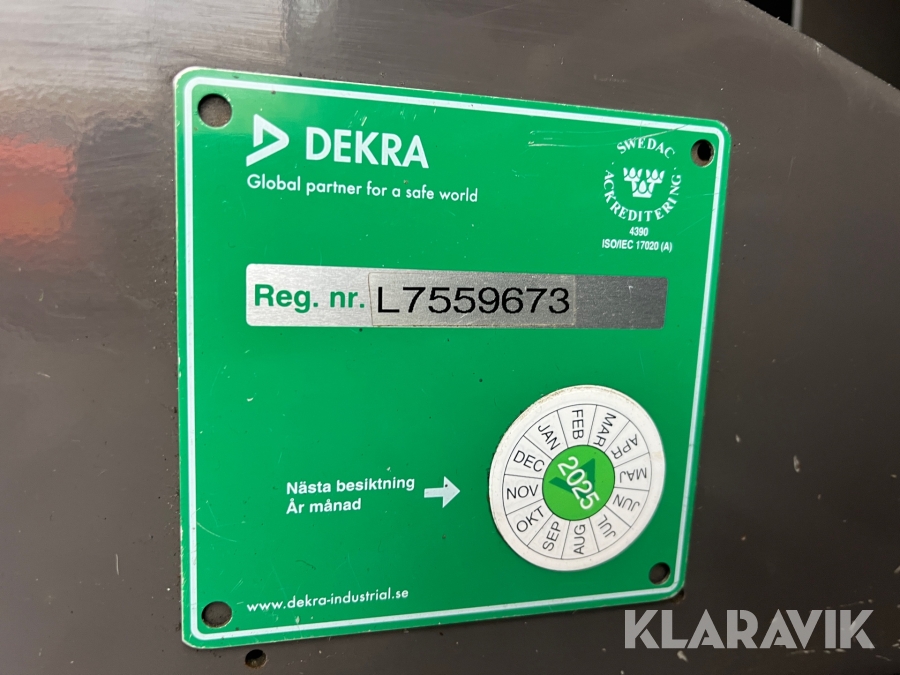 DEKRA
Global partner for a safe world
SWEDAC
ACKREDITERING
4390
ISO/IEC 17020 (A)
Reg. nr. L7559673
Nästa besiktning
År månad
JAN
FEB
MAR
APR
MAJ
JUN
JUL
AUG
SEP
OKT
NOV
DEC
2025
www.dekra-industrial.se
KLARAVIK